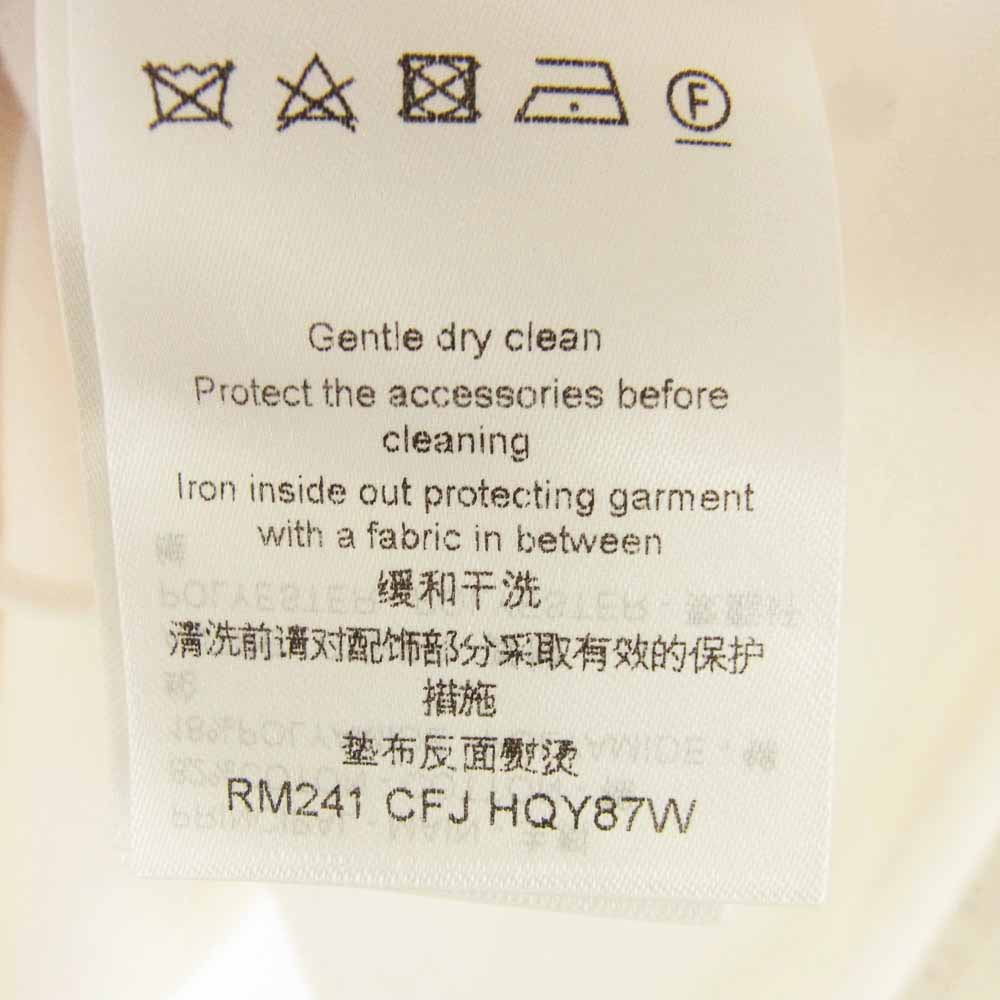 F
Gentle dry clean
Protect the accessories before
cleaning
Iron inside out protecting garment
with a fabric in between
缓和干洗
清洗前请对配饰部分采取有效的保护
措施
垫布反面熨烫
RM241 CFJ HQY87W